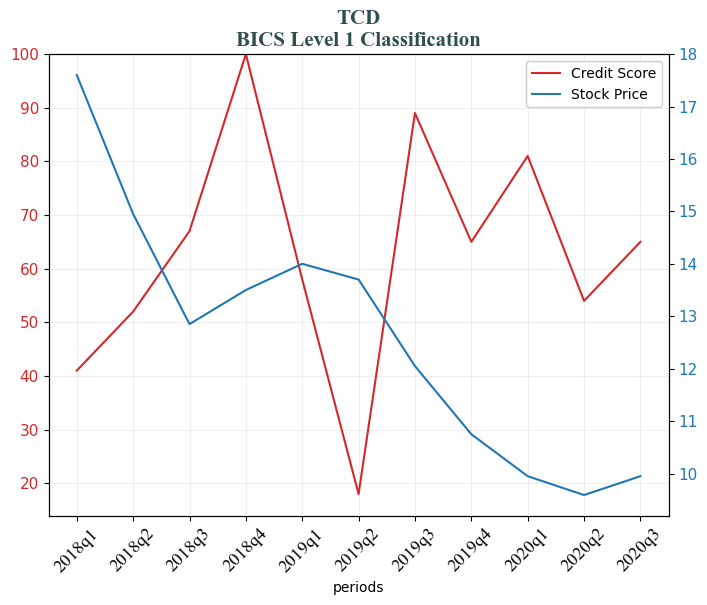 TCD
BICS Level 1 Classification
100
90
80
70
60
50
40
30
20
18
17
16
15
14
13
12
11
10
Credit Score
Stock Price
2018q1
2018q2
2018q3
2018q4
2019q1
2019q2
2019q3
2019q4
2020q1
2020q2
2020q3
periods